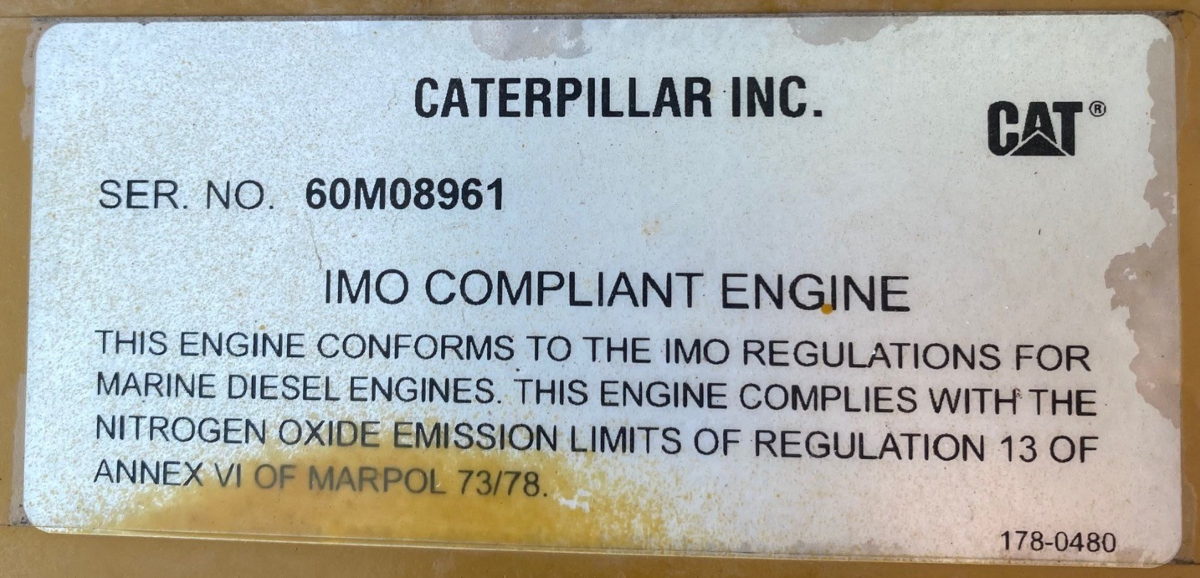 CATERPILLAR INC.
CAT®
SER. NO. 60M08961
IMO COMPLIANT ENGINE
THIS ENGINE CONFORMS TO THE IMO REGULATIONS FOR
MARINE DIESEL ENGINES. THIS ENGINE COMPLIES WITH THE
NITROGEN OXIDE EMISSION LIMITS OF REGULATION 13 OF
ANNEX VI OF MARPOL 73/78.
178-0480